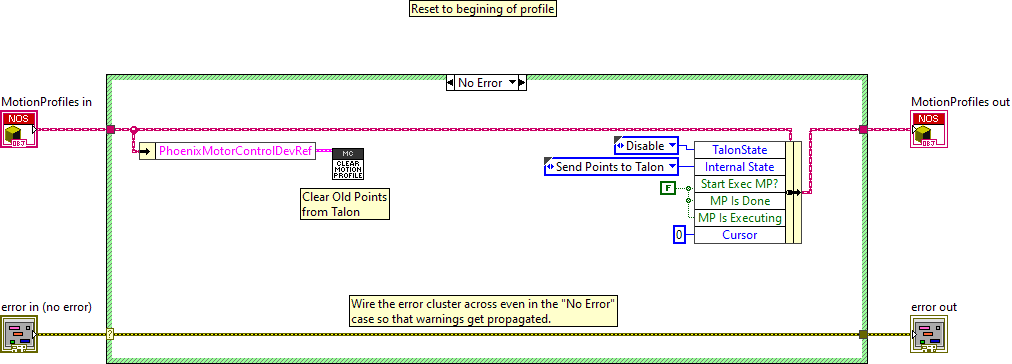 Reset to begining of profile
No Error
MotionProfiles in
NOS
OBJ
MotionProfiles out
NOS
OBJ
PhoenixMotorControlDevRef
MC
CLEAR
MOTION
PROFILE
Clear Old Points
from Talon
Disable
Send Points to Talon
F
0
TalonState
Internal State
Start Exec MP?
MP Is Done
MP Is Executing
Cursor
error in (no error)
?
Wire the error cluster across even in the "No Error"
case so that warnings get propagated.
error out